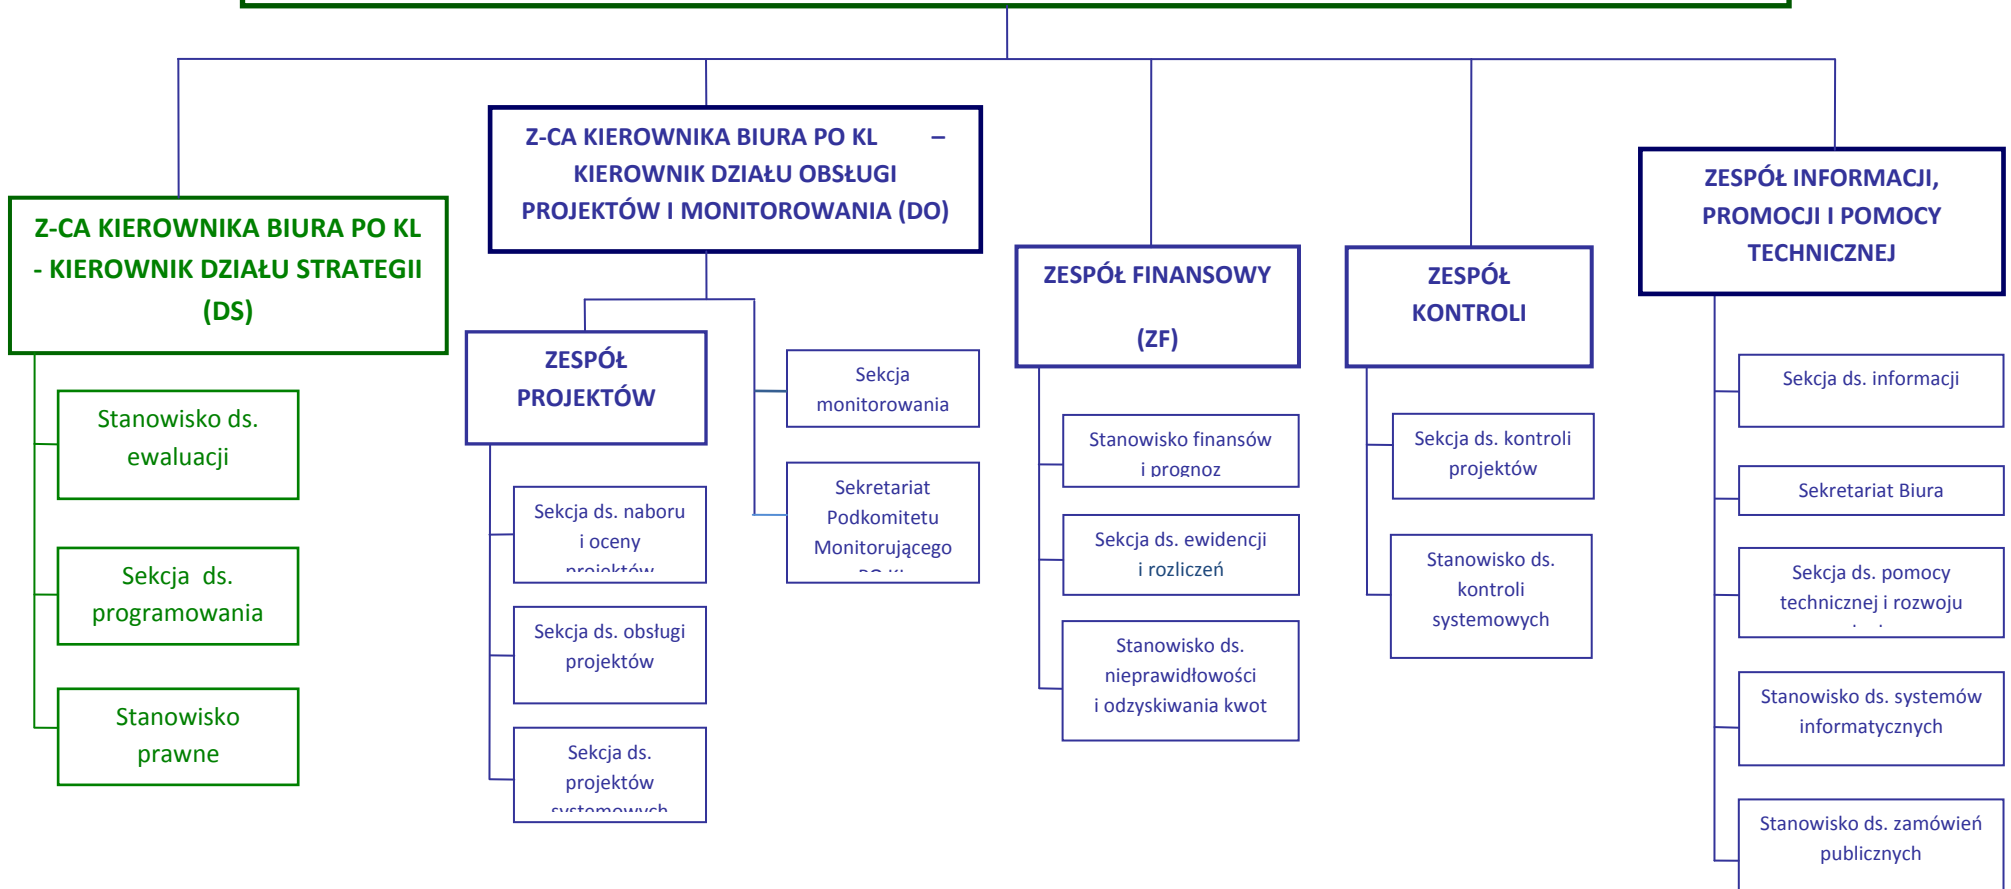 Z-CA KIEROWNIKA BIURA PO KL
- KIEROWNIK DZIAŁU STRATEGII
(DS)
Stanowisko ds.
ewaluacji
Sekcja ds.
programowania
Stanowisko
prawne
Z-CA KIEROWNIKA BIURA PO KL –
KIEROWNIK DZIAŁU OBSŁUGI
PROJEKTÓW I MONITOROWANIA (DO)
ZESPÓŁ
PROJEKTÓW
Sekcja ds. naboru
i oceny
projektów
Sekcja ds. obsługi
projektów
Sekcja ds.
projektów
systemowych
Sekcja
monitorowania
Sekretariat
Podkomitetu
Monitorującego
PO KL
ZESPÓŁ FINANSOWY
(ZF)
Stanowisko finansów
i prognoz
Sekcja ds. ewidencji
i rozliczeń
Stanowisko ds.
nieprawidłowości
i odzyskiwania kwot
ZESPÓŁ
KONTROLI
Sekcja ds. kontroli
projektów
Stanowisko ds.
kontroli
systemowych
ZESPÓŁ INFORMACJI,
PROMOCJI I POMOCY
TECHNICZNEJ
Sekcja ds. informacji
Sekretariat Biura
Sekcja ds. pomocy
technicznej i rozwoju
Stanowisko ds. systemów
informatycznych
Stanowisko ds. zamówień
publicznych